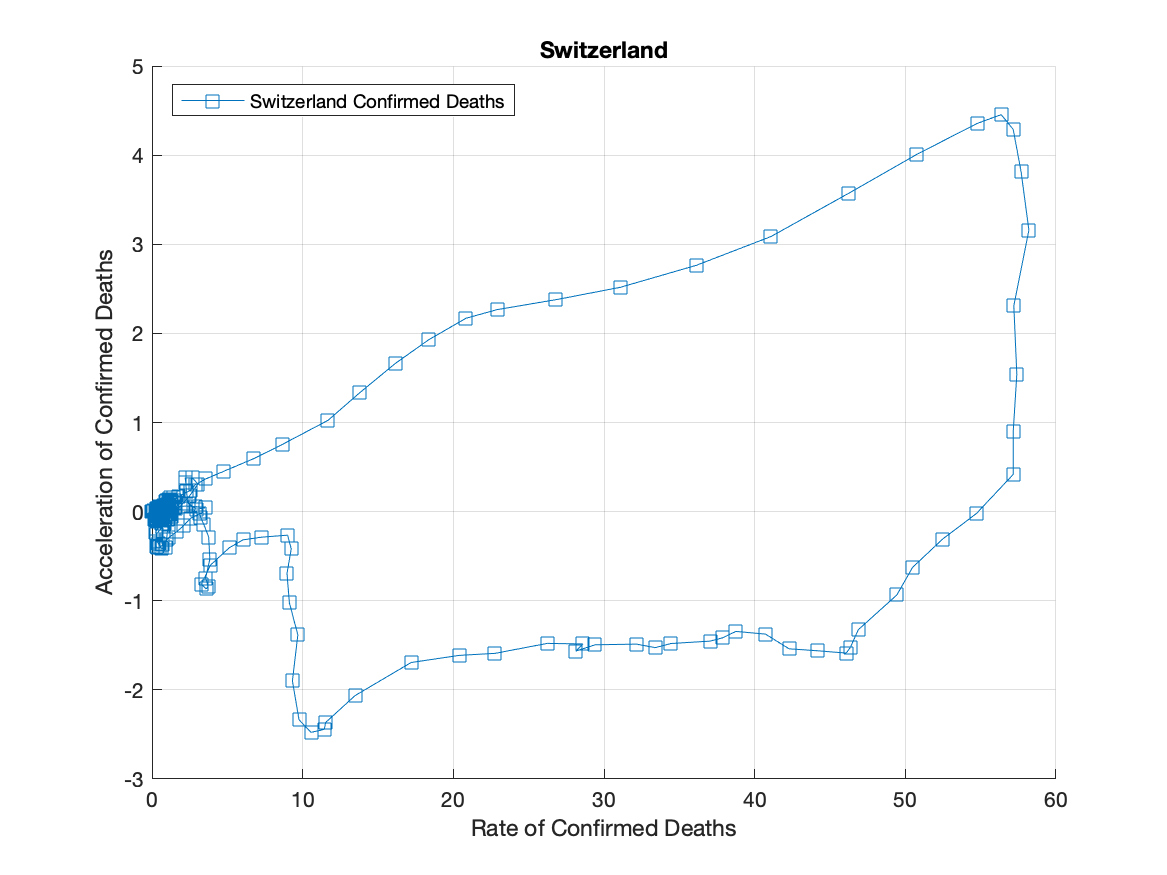 Switzerland
Switzerland Confirmed Deaths
Acceleration of Confirmed Deaths
5
4
3
2
1
0
-1
-2
-3
0 10 20 30 40 50 60
Rate of Confirmed Deaths